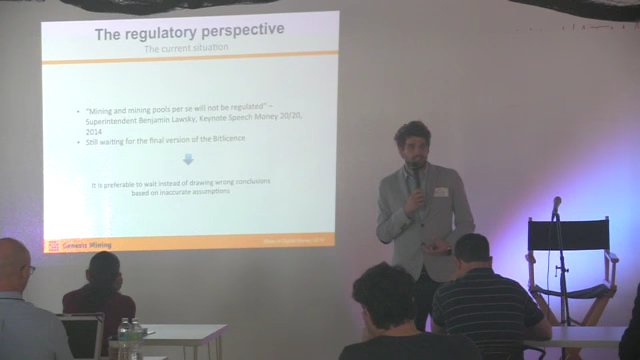 The regulatory perspective
The current situation
• "Mining and mining pools per se will not be regulated" –
Superintendent Benjamin Lawsky, Keynote Speech Money 20/20,
2014
• Still waiting for the final version of the Bitlicence
It is preferable to wait instead of drawing wrong conclusions
based on inaccurate assumptions
Genesis Mining